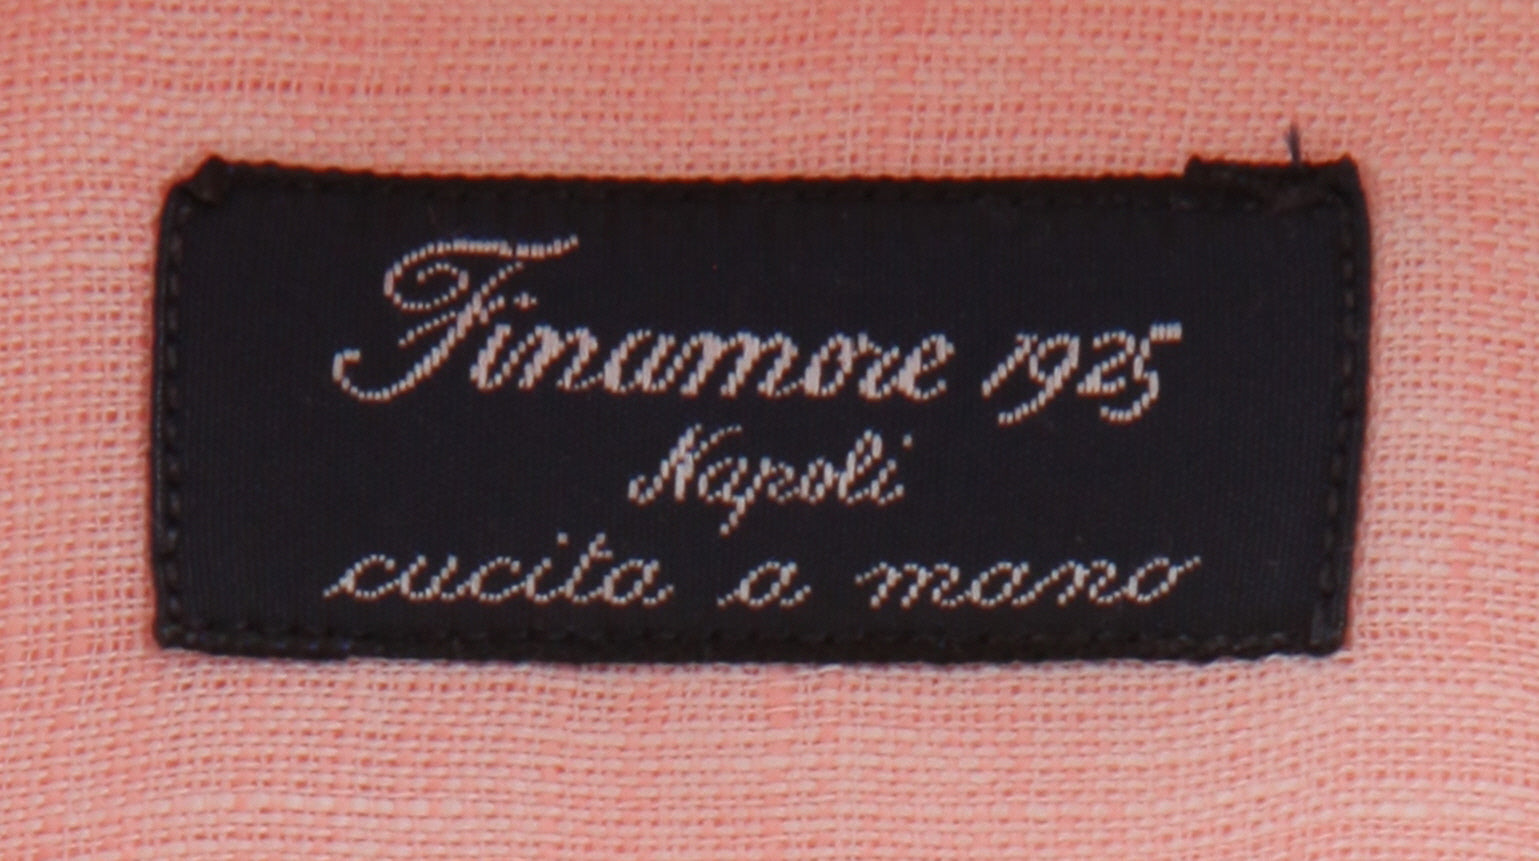 Finamore 1925
Napoli
cucita a mano